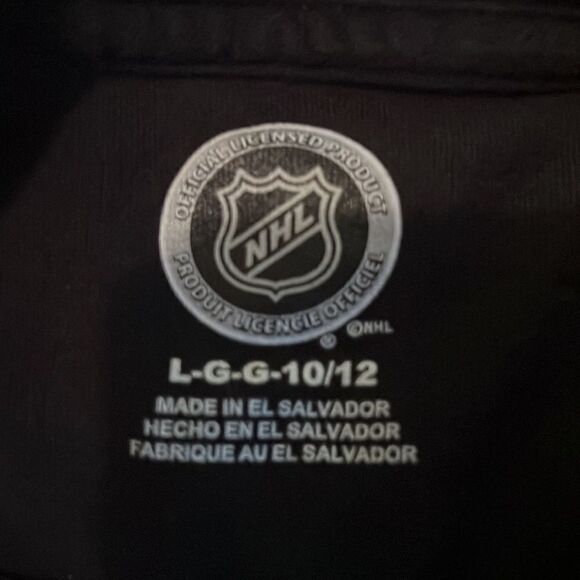 OFFICIAL LICENSED PRODUCT
NHL
PRODUIT LICENCIE OFFICIEL
® ©NHL
L-G-G-10/12
MADE IN EL SALVADOR
HECHO EN EL SALVADOR
FABRIQUE AU EL SALVADOR